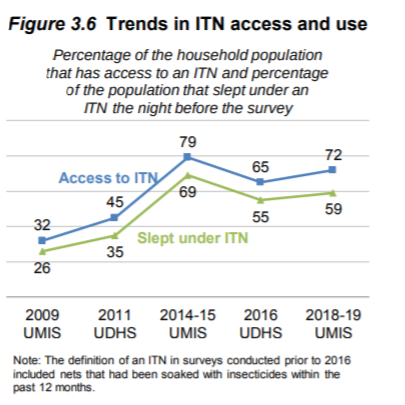 Figure 3.6 Trends in ITN access and use
Percentage of the household population
that has access to an ITN and percentage
of the population that slept under an
ITN the night before the survey
79
72
65
Access to ITN
69
45
59
32
55
Slept under ITN
35
26
2009 2011 2014-15 2016 2018-19
UMIS UDHS UMIS UDHS UMIS
Note: The definition of an ITN in surveys conducted prior to 2016
included nets that had been soaked with insecticides within the
past 12 months.